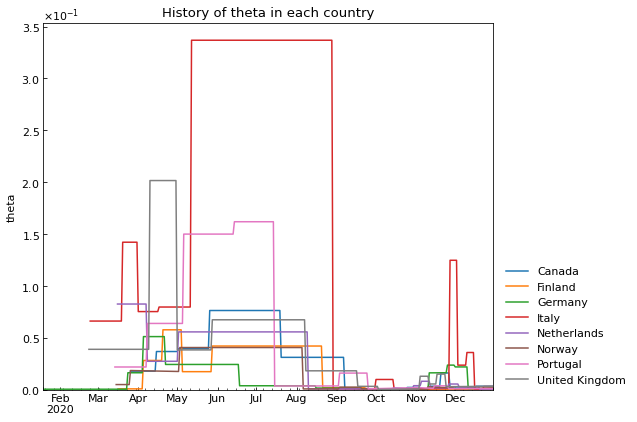 History of theta in each country
×10⁻¹
3.5
3.0
2.5
2.0
1.5
1.0
0.5
0.0
theta
Feb Mar Apr May Jun Jul Aug Sep Oct Nov Dec
2020
Canada
Finland
Germany
Italy
Netherlands
Norway
Portugal
United Kingdom